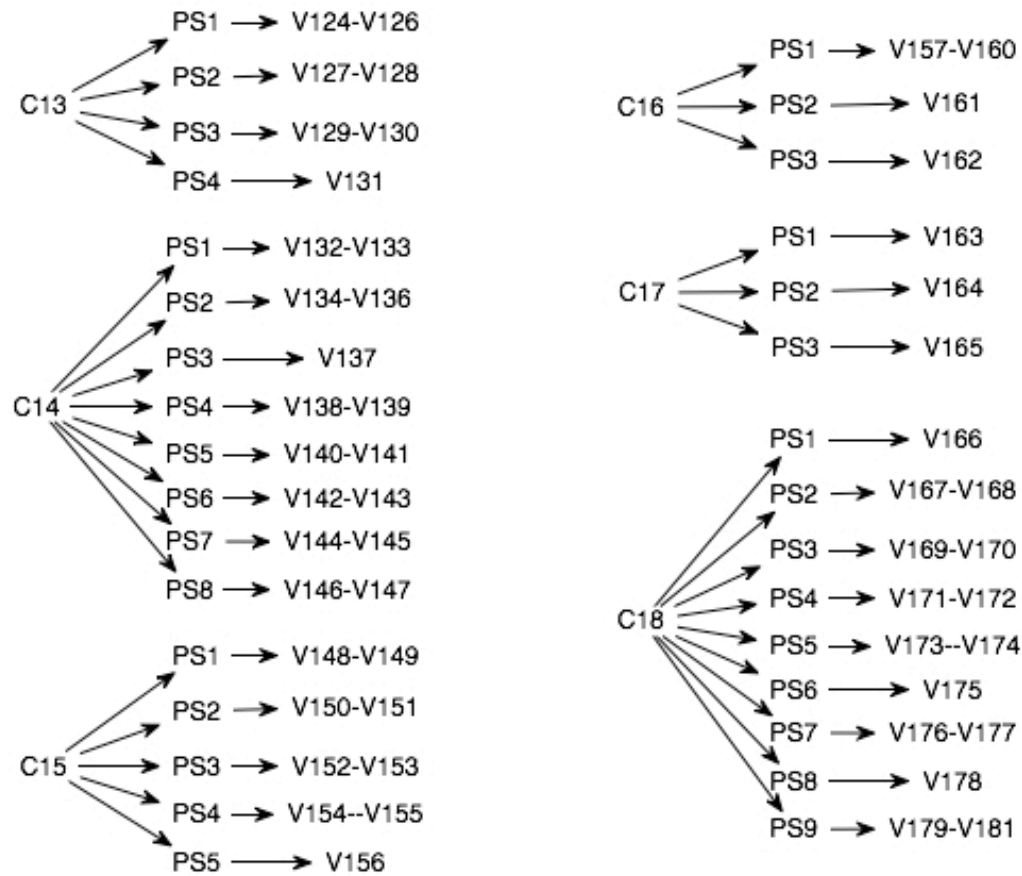 PS1 V124-V126
PS2 V127-V128
C13
PS3 V129-V130
PS4 V131
PS1 V132-V133
PS2 V134-V136
PS3 V137
C14 PS4 V138-V139
PS5 V140-V141
PS6 V142-V143
PS7 V144-V145
PS8 V146-V147
PS1 V148-V149
PS2 V150-V151
C15 PS3 V152-V153
PS4 V154--V155
PS5 V156
PS1 V157-V160
C16 PS2 V161
PS3 V162
PS1 V163
C17 PS2 V164
PS3 V165
PS1 V166
PS2 V167-V168
PS3 V169-V170
PS4 V171-V172
C18
PS5 V173--V174
PS6 V175
PS7 V176-V177
PS8 V178
PS9 V179-V181